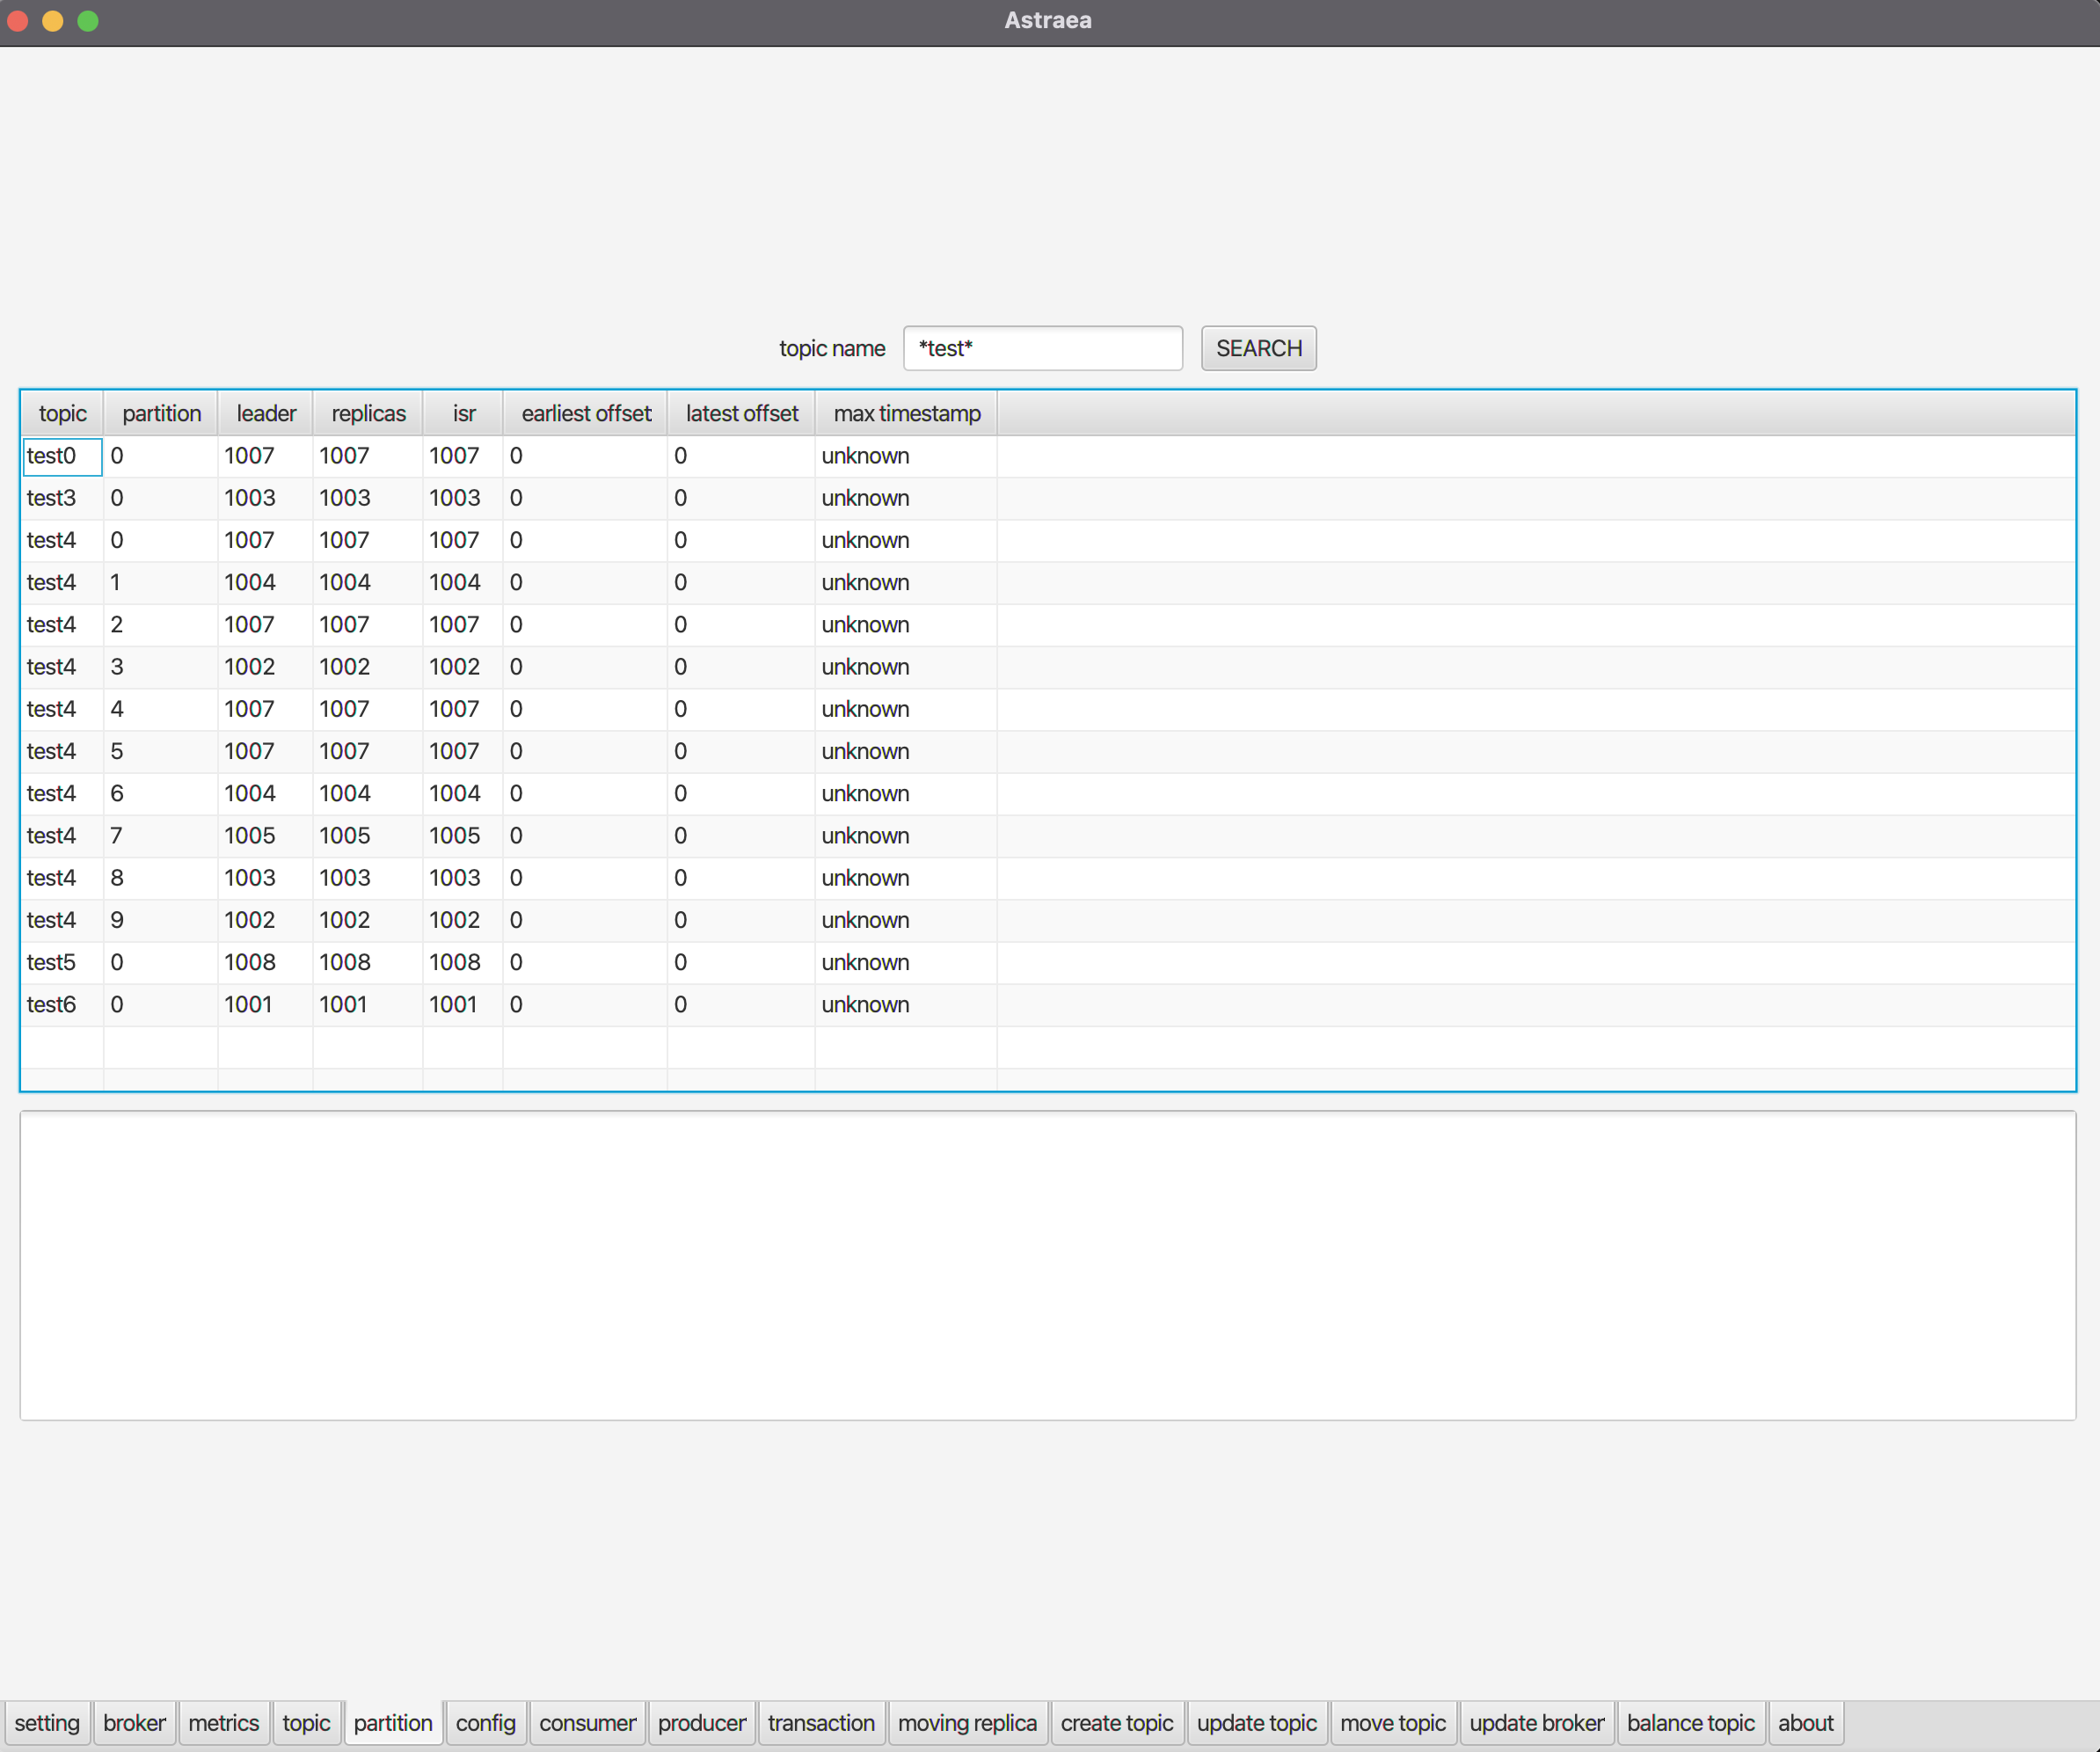 Astraea
topic name *test* SEARCH
topic partition leader replicas isr earliest offset latest offset max timestamp
test0 0 1007 1007 1007 0 0 unknown
test3 0 1003 1003 1003 0 0 unknown
test4 0 1007 1007 1007 0 0 unknown
test4 1 1004 1004 1004 0 0 unknown
test4 2 1007 1007 1007 0 0 unknown
test4 3 1002 1002 1002 0 0 unknown
test4 4 1007 1007 1007 0 0 unknown
test4 5 1007 1007 1007 0 0 unknown
test4 6 1004 1004 1004 0 0 unknown
test4 7 1005 1005 1005 0 0 unknown
test4 8 1003 1003 1003 0 0 unknown
test4 9 1002 1002 1002 0 0 unknown
test5 0 1008 1008 1008 0 0 unknown
test6 0 1001 1001 1001 0 0 unknown
setting broker metrics topic partition config consumer producer transaction moving replica create topic update topic move topic update broker balance topic about